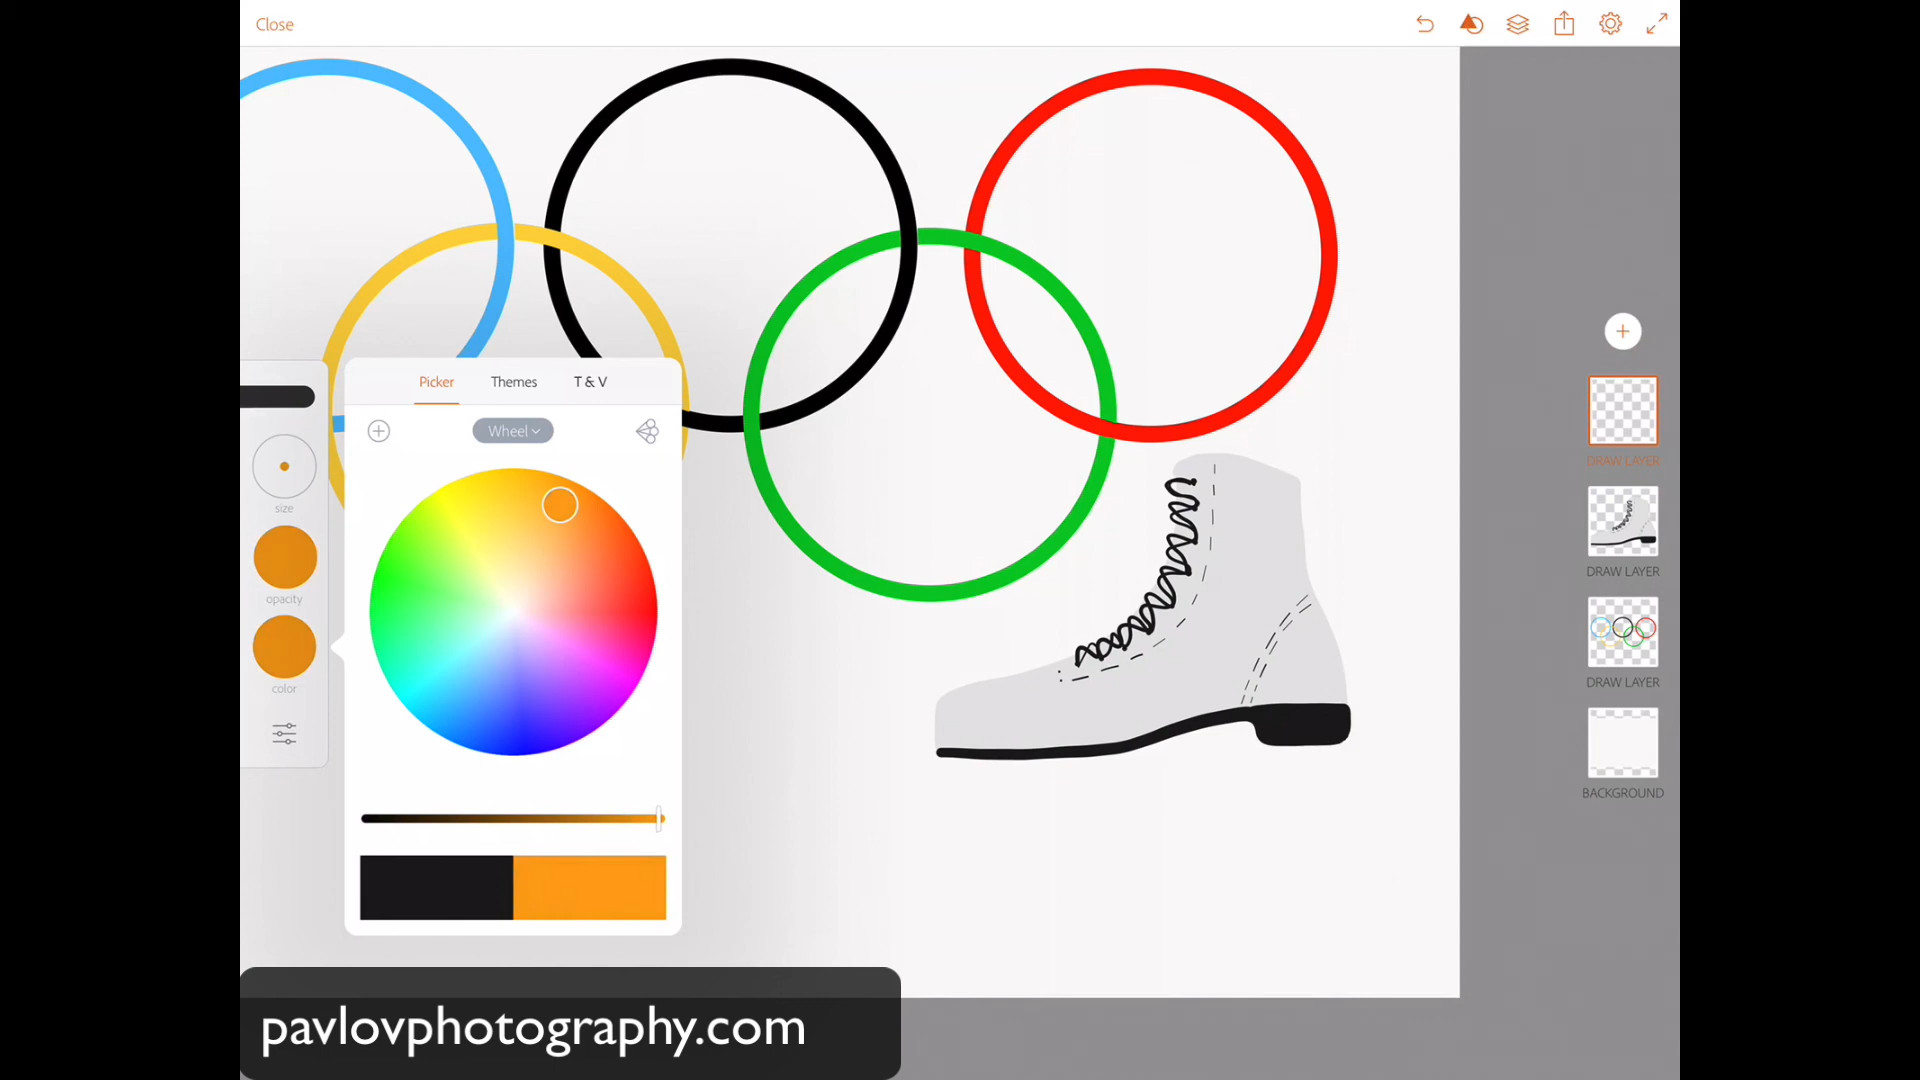 Close
Picker Themes T & V
Wheel
size
opacity
color
DRAW LAYER
DRAW LAYER
DRAW LAYER
BACKGROUND
pavlovphotography.com